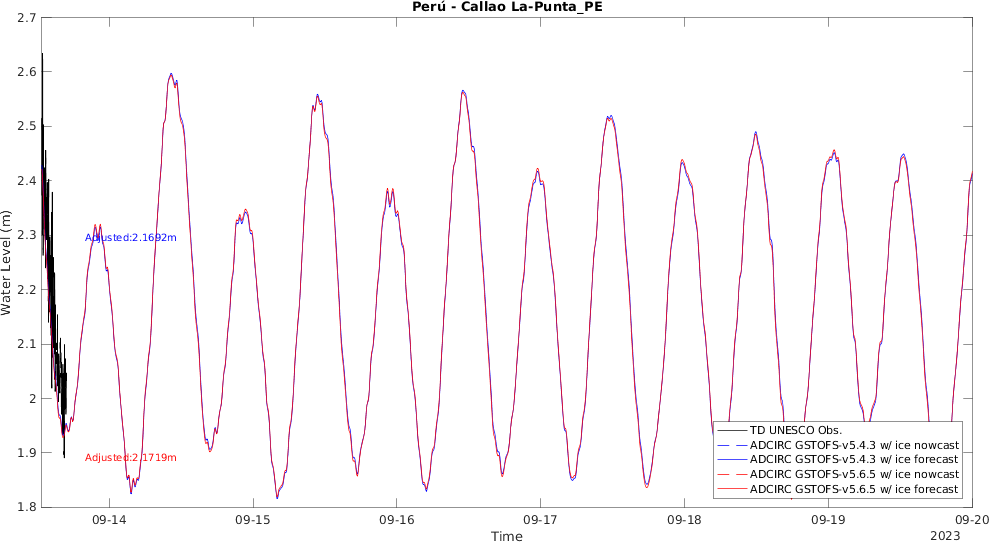 Perú - Callao La-Punta_PE
2.7
2.6
2.5
2.4
2.3
2.2
2.1
2
1.9
1.8
Water Level (m)
Adjusted:2.1692m
Adjusted:2.1719m
TD UNESCO Obs.
ADCIRC GSTOFS-v5.4.3 w/ ice nowcast
ADCIRC GSTOFS-v5.4.3 w/ ice forecast
ADCIRC GSTOFS-v5.6.5 w/ ice nowcast
ADCIRC GSTOFS-v5.6.5 w/ ice forecast
09-14 09-15 09-16 09-17 09-18 09-19 09-20
Time
2023